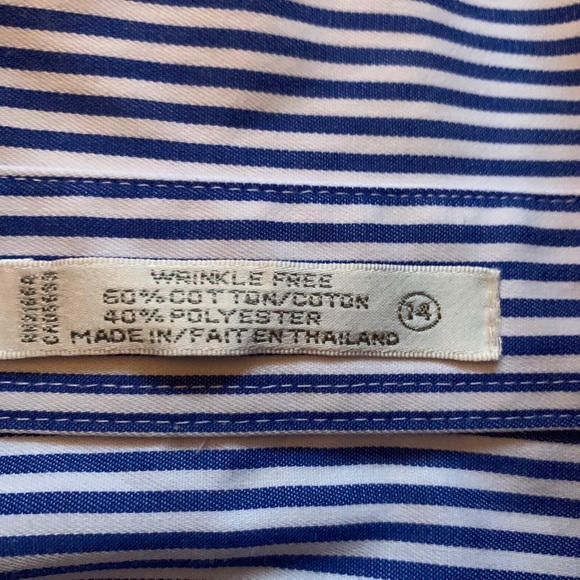 WRINKLE FREE
60% COTTON/COTON
40% POLYESTER
MADE IN/FAIT EN THAILAND
14